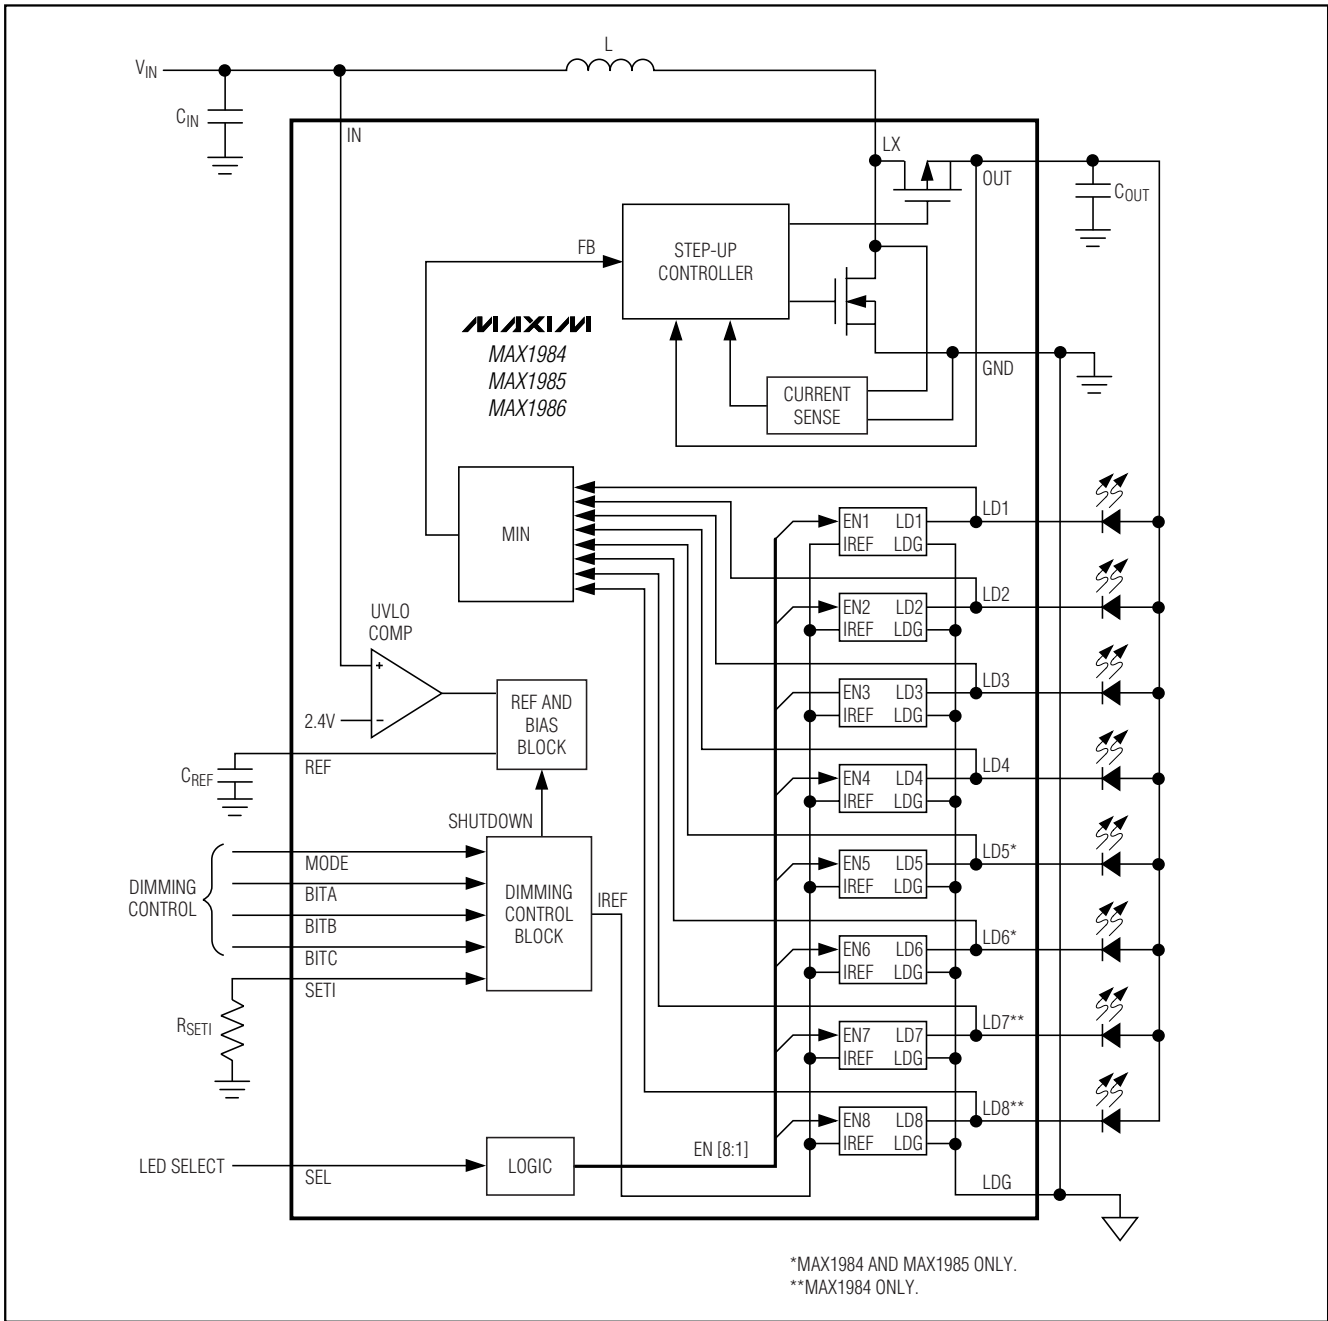 L
VIN
CIN
IN
LX
OUT
COUT
FB
STEP-UP
CONTROLLER
MAXIM
MAX1984
MAX1985
MAX1986
GND
CURRENT
SENSE
MIN
EN1 LD1
IREF LDG
LD1
EN2 LD2
IREF LDG
LD2
UVLO
COMP
+
−
2.4V
REF AND
BIAS
BLOCK
EN3 LD3
IREF LDG
LD3
REF
CREF
EN4 LD4
IREF LDG
LD4
SHUTDOWN
DIMMING
CONTROL
MODE
BITA
BITB
BITC
SETI
DIMMING
CONTROL
BLOCK
IREF
RSETI
EN5 LD5
IREF LDG
LD5*
EN6 LD6
IREF LDG
LD6*
EN7 LD7
IREF LDG
LD7**
EN8 LD8
IREF LDG
LD8**
LED SELECT
SEL
LOGIC
EN [8:1]
LDG
*MAX1984 AND MAX1985 ONLY.
**MAX1984 ONLY.